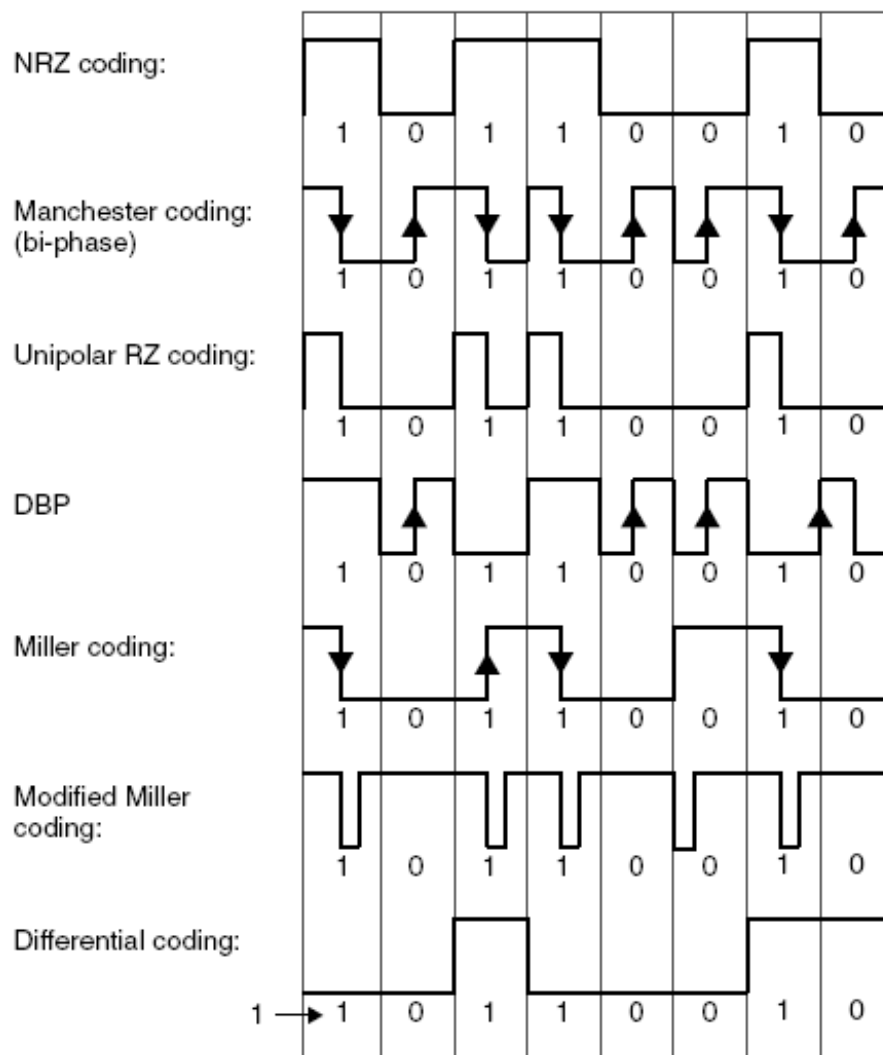 NRZ coding:
1 0 1 1 0 0 1 0
Manchester coding:
(bi-phase)
1 0 1 1 0 0 1 0
Unipolar RZ coding:
1 0 1 1 0 0 1 0
DBP
1 0 1 1 0 0 1 0
Miller coding:
1 0 1 1 0 0 1 0
Modified Miller
coding:
1 0 1 1 0 0 1 0
Differential coding:
1 1 0 1 1 0 0 1 0